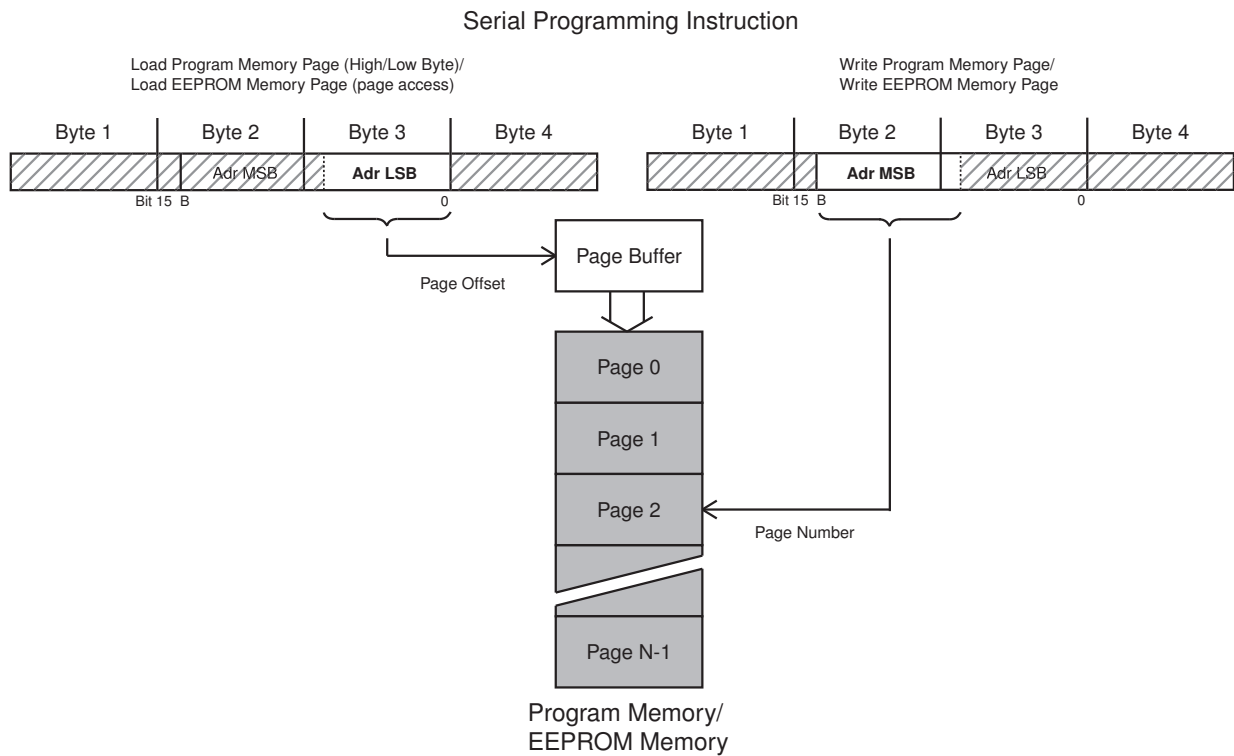 Serial Programming Instruction
Load Program Memory Page (High/Low Byte)/
Load EEPROM Memory Page (page access)
Write Program Memory Page/
Write EEPROM Memory Page
Byte 1 Byte 2 Byte 3 Byte 4
Adr MSB Adr LSB
Bit 15 B 0
Byte 1 Byte 2 Byte 3 Byte 4
Adr MSB Adr LSB
Bit 15 B 0
Page Buffer
Page Offset
Page 0
Page 1
Page 2
Page Number
Page N-1
Program Memory/
EEPROM Memory